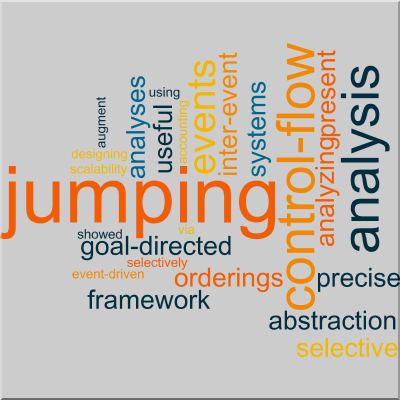 control-flow
present
analysis
inter-event
events
analyses
useful
using
systems
augment
accounting
analyzing
designing
scalability
jumping
via
showed
goal-directed
selectively
event-driven
orderings
precise
framework
abstraction
selective